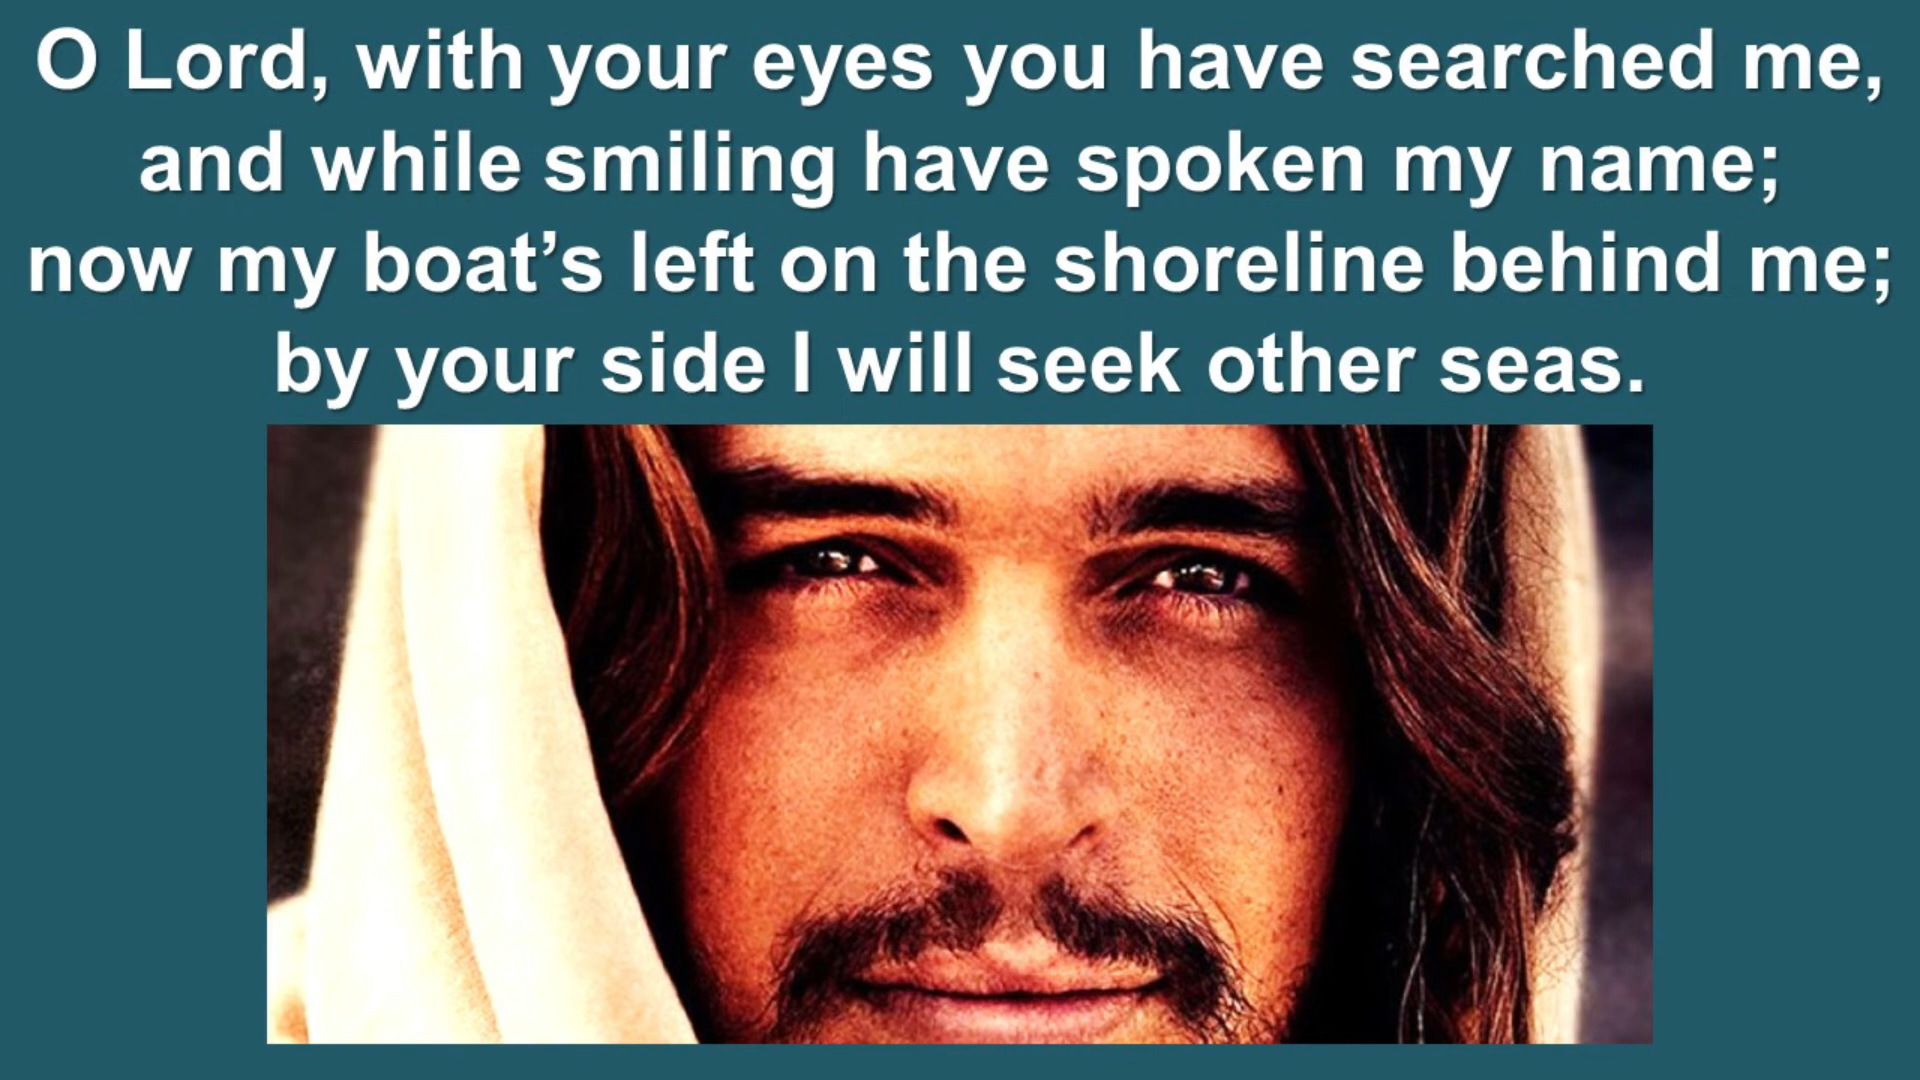 O Lord, with your eyes you have searched me,
and while smiling have spoken my name;
now my boat’s left on the shoreline behind me;
by your side I will seek other seas.